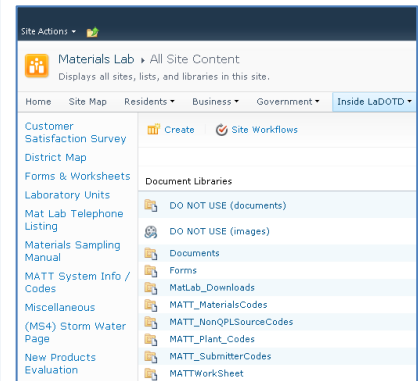 Site Actions
Materials Lab ▸ All Site Content
Displays all sites, lists, and libraries in this site.
Home Site Map Residents Business Government Inside LaDOTD
Customer
Satisfaction Survey
District Map
Forms & Worksheets
Laboratory Units
Mat Lab Telephone
Listing
Materials Sampling
Manual
MATT System Info /
Codes
Miscellaneous
(MS4) Storm Water
Page
New Products
Evaluation
Create Site Workflows
Document Libraries
DO NOT USE (documents)
DO NOT USE (images)
Documents
Forms
MatLab_Downloads
MATT_MaterialsCodes
MATT_NonQPLSourceCodes
MATT_Plant_Codes
MATT_SubmitterCodes
MATTWorkSheet